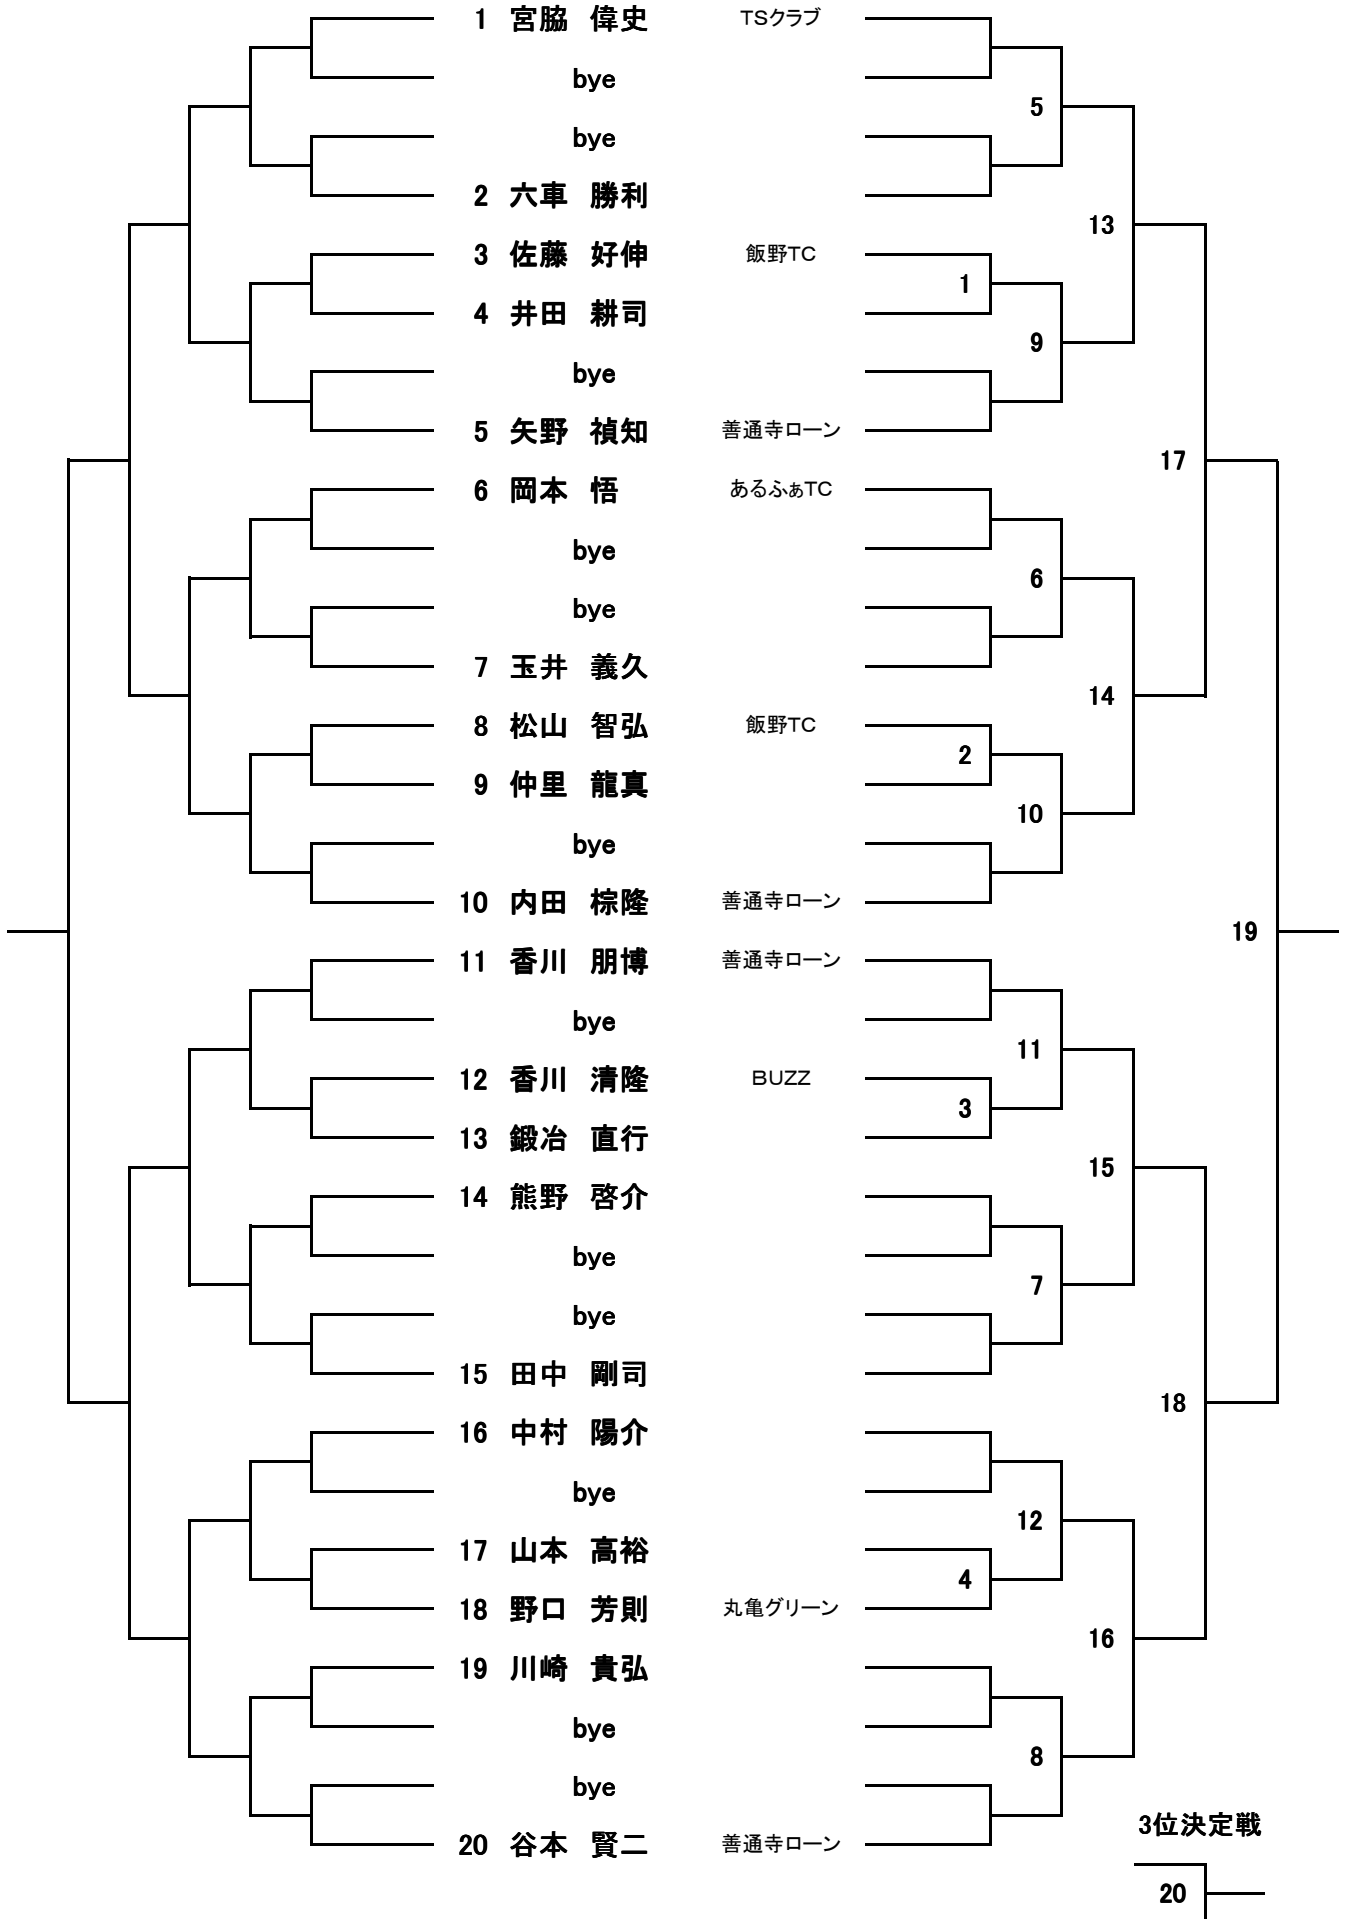 1 宮脇 偉史 TSクラブ
bye
5
bye
2 六車 勝利
13
3 佐藤 好伸 飯野TC
1
4 井田 耕司
9
bye
5 矢野 禎知 善通寺ローン
17
6 岡本 悟 あるふぁTC
bye
6
bye
7 玉井 義久
14
8 松山 智弘 飯野TC
2
9 仲里 龍真
10
bye
10 内田 棕隆 善通寺ローン
19
11 香川 朋博 善通寺ローン
bye
11
12 香川 清隆 BUZZ
3
13 鍛冶 直行
15
14 熊野 啓介
bye
7
bye
15 田中 剛司
18
16 中村 陽介
bye
12
17 山本 高裕
4
18 野口 芳則 丸亀グリーン
16
19 川崎 貴弘
bye
8
bye
3位決定戦
20 谷本 賢二 善通寺ローン
20